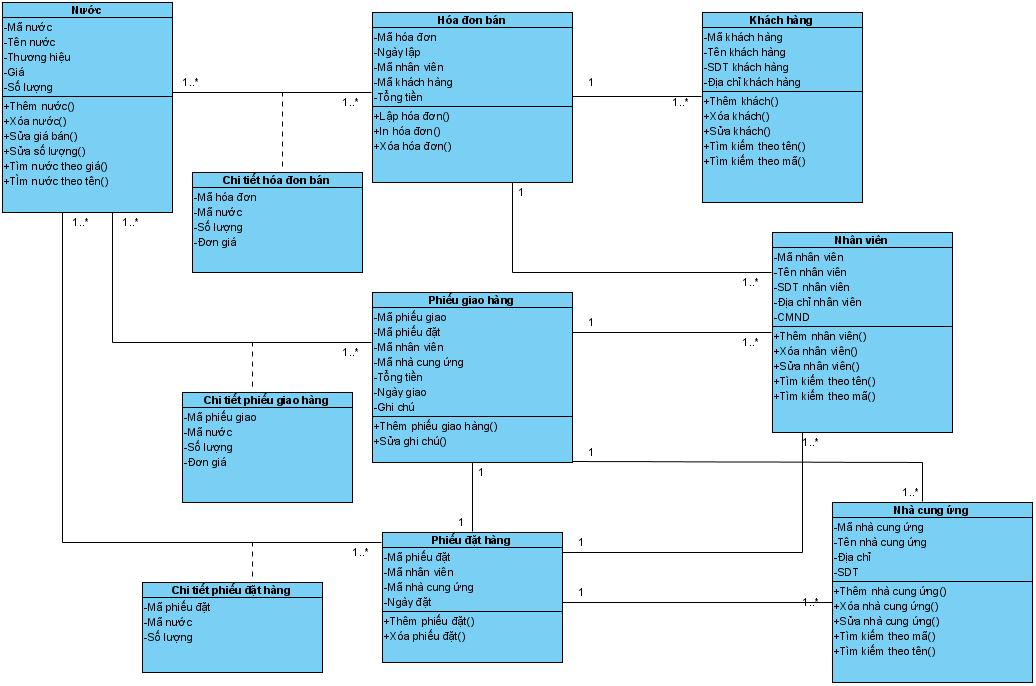 Nước
-Mã nước
-Tên nước
-Thương hiệu
-Giá
-Số lượng
+Thêm nước()
+Xóa nước()
+Sửa giá bán()
+Sửa số lượng()
+Tìm nước theo giá()
+Tìm nước theo tên()
Hóa đơn bán
-Mã hóa đơn
-Ngày lập
-Mã nhân viên
-Mã khách hàng
-Tổng tiền
+Lập hóa đơn()
+In hóa đơn()
+Xóa hóa đơn()
Khách hàng
-Mã khách hàng
-Tên khách hàng
-SDT khách hàng
-Địa chỉ khách hàng
+Thêm khách()
+Xóa khách()
+Sửa khách()
+Tìm kiếm theo tên()
+Tìm kiếm theo mã()
1..*
1..*
1
1..*
Chi tiết hóa đơn bán
-Mã hóa đơn
-Mã nước
-Số lượng
-Đơn giá
1..*
1..*
1
1..*
Nhân viên
-Mã nhân viên
-Tên nhân viên
-SDT nhân viên
-Địa chỉ nhân viên
-CMND
+Thêm nhân viên()
+Xóa nhân viên()
+Sửa nhân viên()
+Tìm kiếm theo tên()
+Tìm kiếm theo mã()
Phiếu giao hàng
-Mã phiếu giao
-Mã phiếu đặt
-Mã nhân viên
-Mã nhà cung ứng
-Tổng tiền
-Ngày giao
-Ghi chú
+Thêm phiếu giao hàng()
+Sửa ghi chú()
1..*
1
1..*
Chi tiết phiếu giao hàng
-Mã phiếu giao
-Mã nước
-Số lượng
-Đơn giá
1..*
1
1..*
1
1
Nhà cung ứng
-Mã nhà cung ứng
-Tên nhà cung ứng
-Địa chỉ
-SDT
+Thêm nhà cung ứng()
+Xóa nhà cung ứng()
+Sửa nhà cung ứng()
+Tìm kiếm theo mã()
+Tìm kiếm theo tên()
Phiếu đặt hàng
-Mã phiếu đặt
-Mã nhân viên
-Mã nhà cung ứng
-Ngày đặt
+Thêm phiếu đặt()
+Xóa phiếu đặt()
1..*
1
1
1..*
Chi tiết phiếu đặt hàng
-Mã phiếu đặt
-Mã nước
-Số lượng